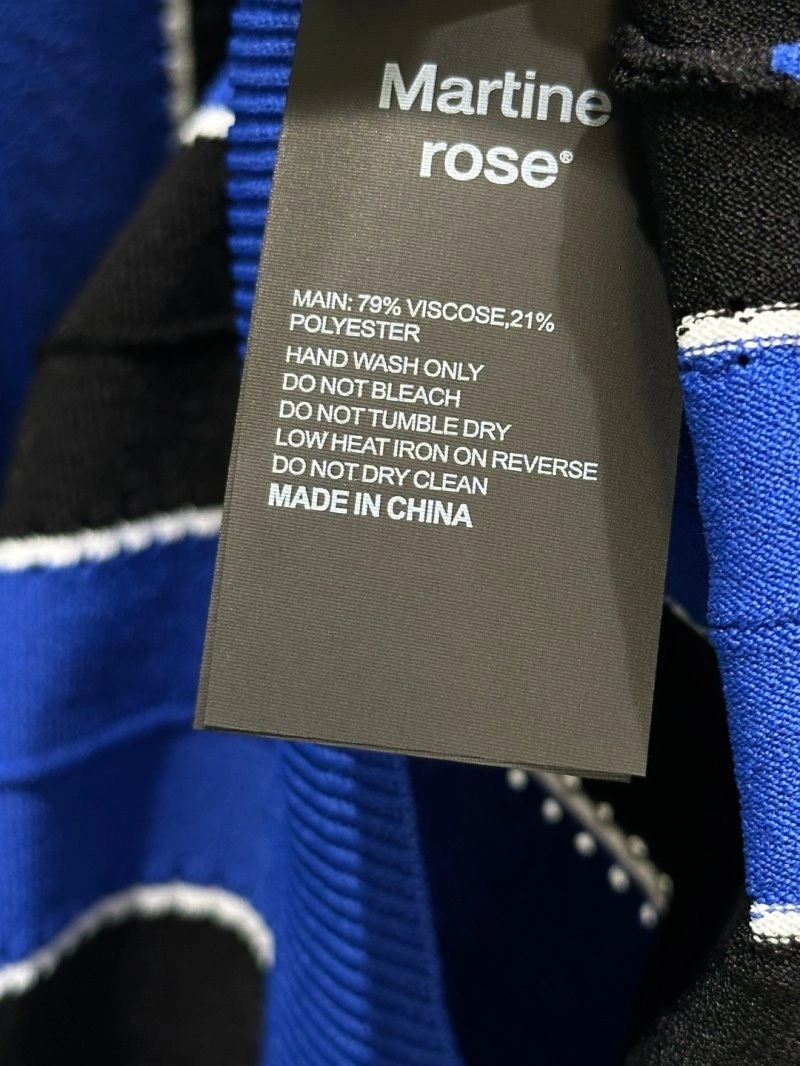 Martine
rose®
MAIN: 79% VISCOSE,21%
POLYESTER
HAND WASH ONLY
DO NOT BLEACH
DO NOT TUMBLE DRY
LOW HEAT IRON ON REVERSE
DO NOT DRY CLEAN
MADE IN CHINA